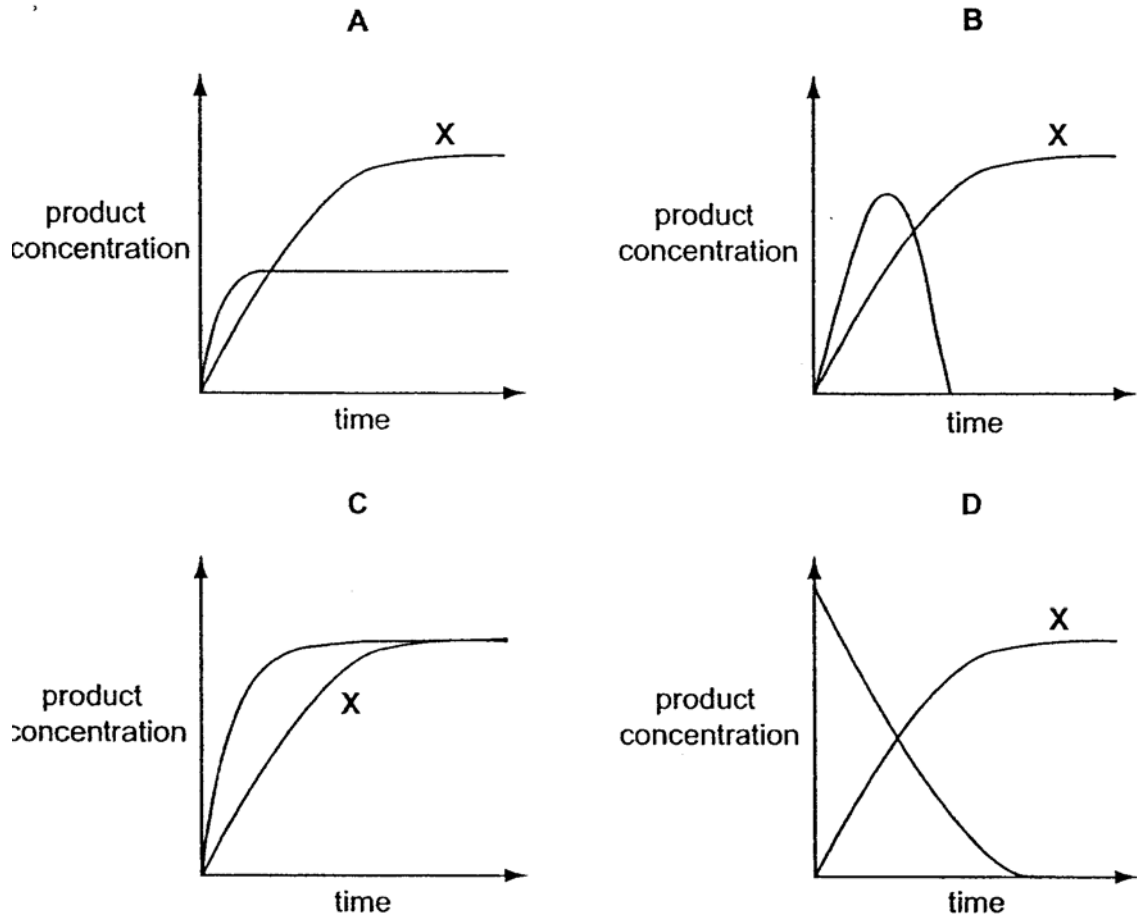 A
X
product
concentration
time
B
X
product
concentration
time
C
X
product
concentration
time
D
X
product
concentration
time